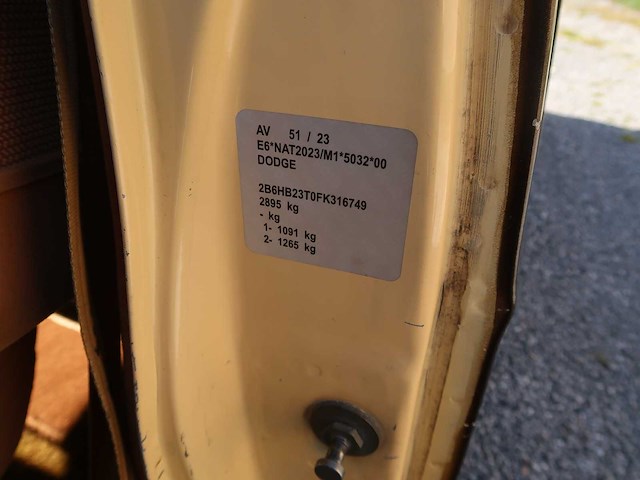 AV 51 / 23
E6*NAT2023/M1*5032*00
DODGE
2B6HB23T0FK316749
2895 kg
- kg
1- 1091 kg
2- 1265 kg